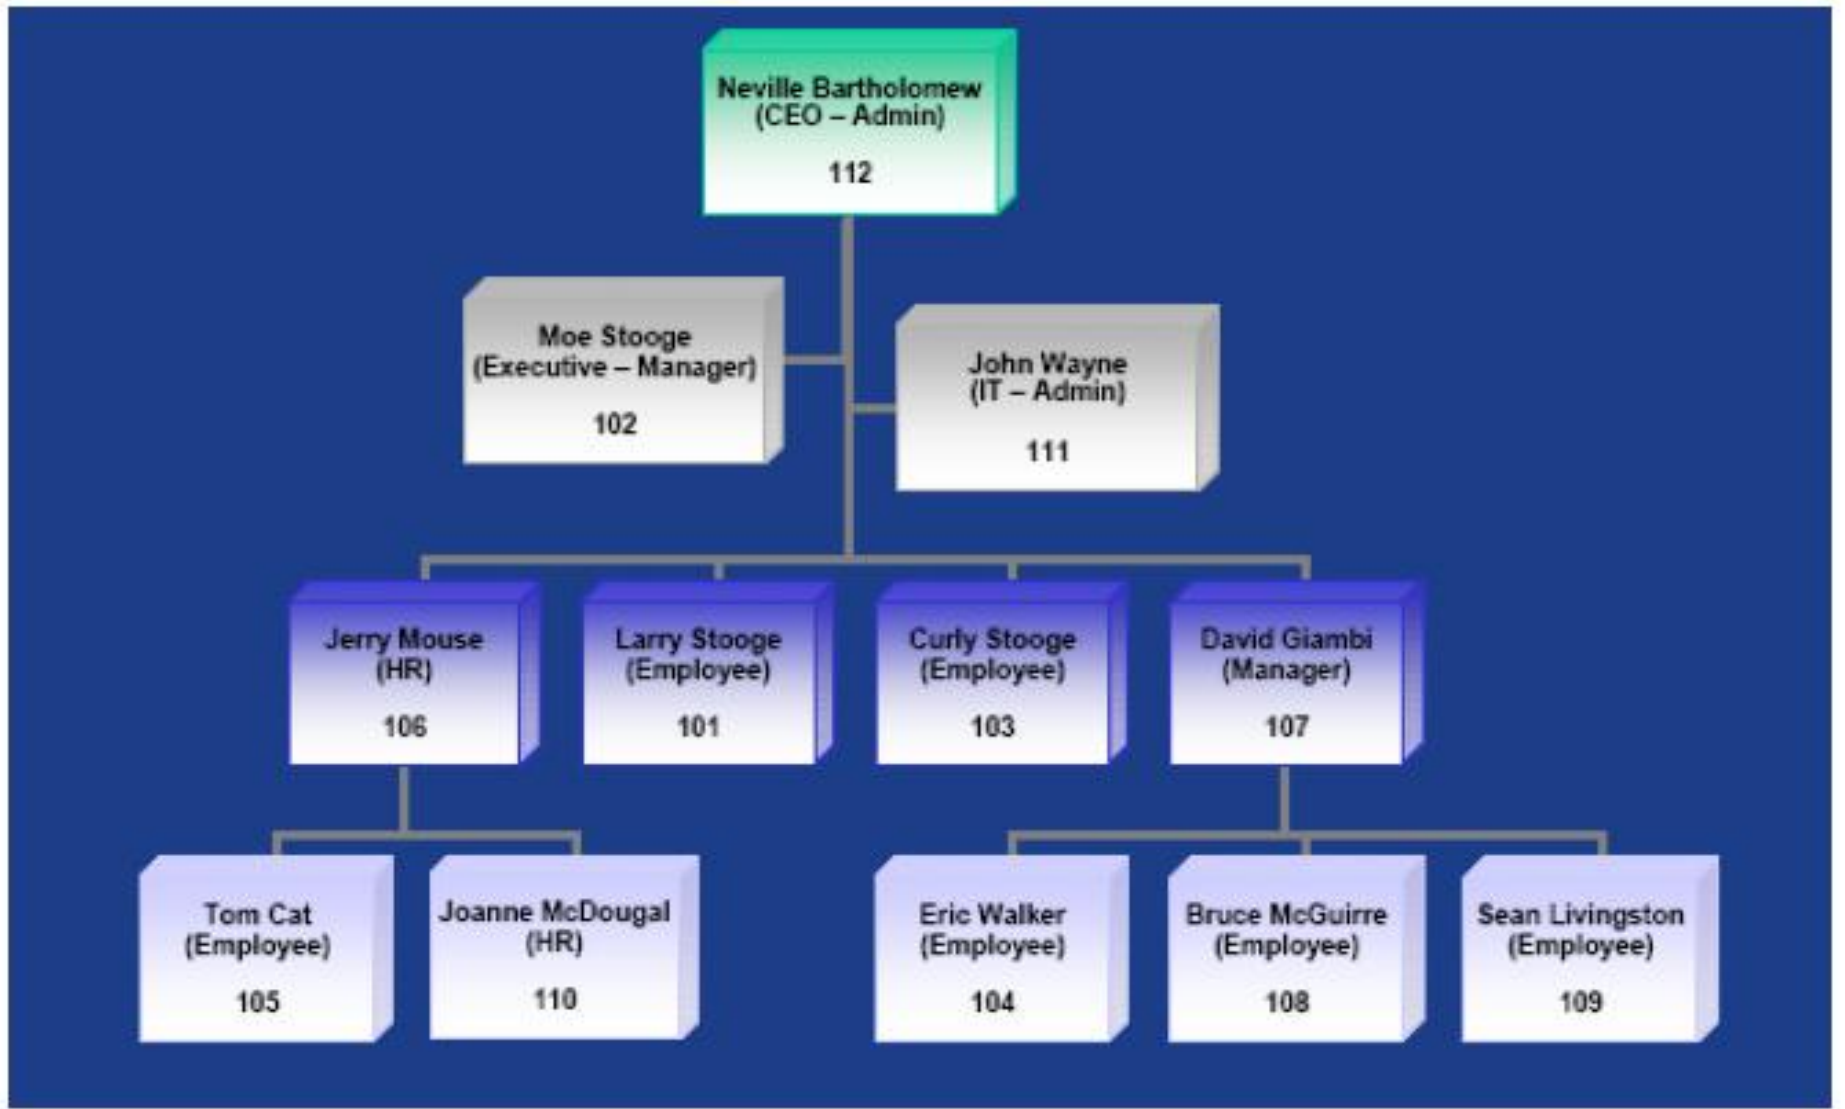 Neville Bartholomew
(CEO – Admin)
112
Moe Stooge
(Executive – Manager)
102
John Wayne
(IT – Admin)
111
Jerry Mouse
(HR)
106
Larry Stooge
(Employee)
101
Curly Stooge
(Employee)
103
David Giambi
(Manager)
107
Tom Cat
(Employee)
105
Joanne McDougal
(HR)
110
Eric Walker
(Employee)
104
Bruce McGuirre
(Employee)
108
Sean Livingston
(Employee)
109